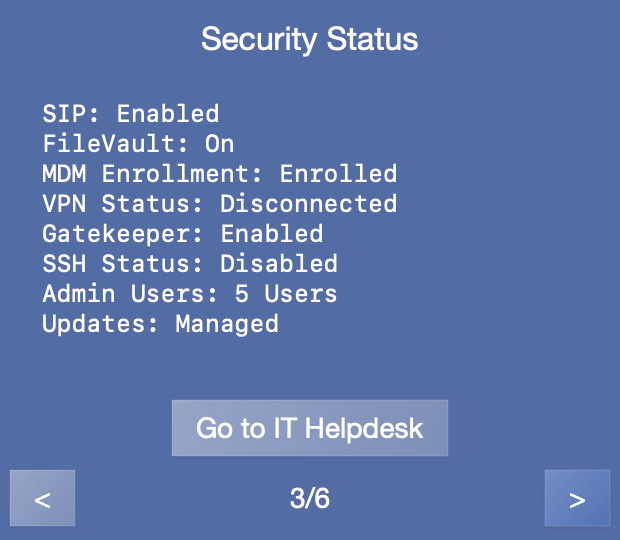 Security Status
SIP: Enabled
FileVault: On
MDM Enrollment: Enrolled
VPN Status: Disconnected
Gatekeeper: Enabled
SSH Status: Disabled
Admin Users: 5 Users
Updates: Managed
Go to IT Helpdesk
< 3/6 >